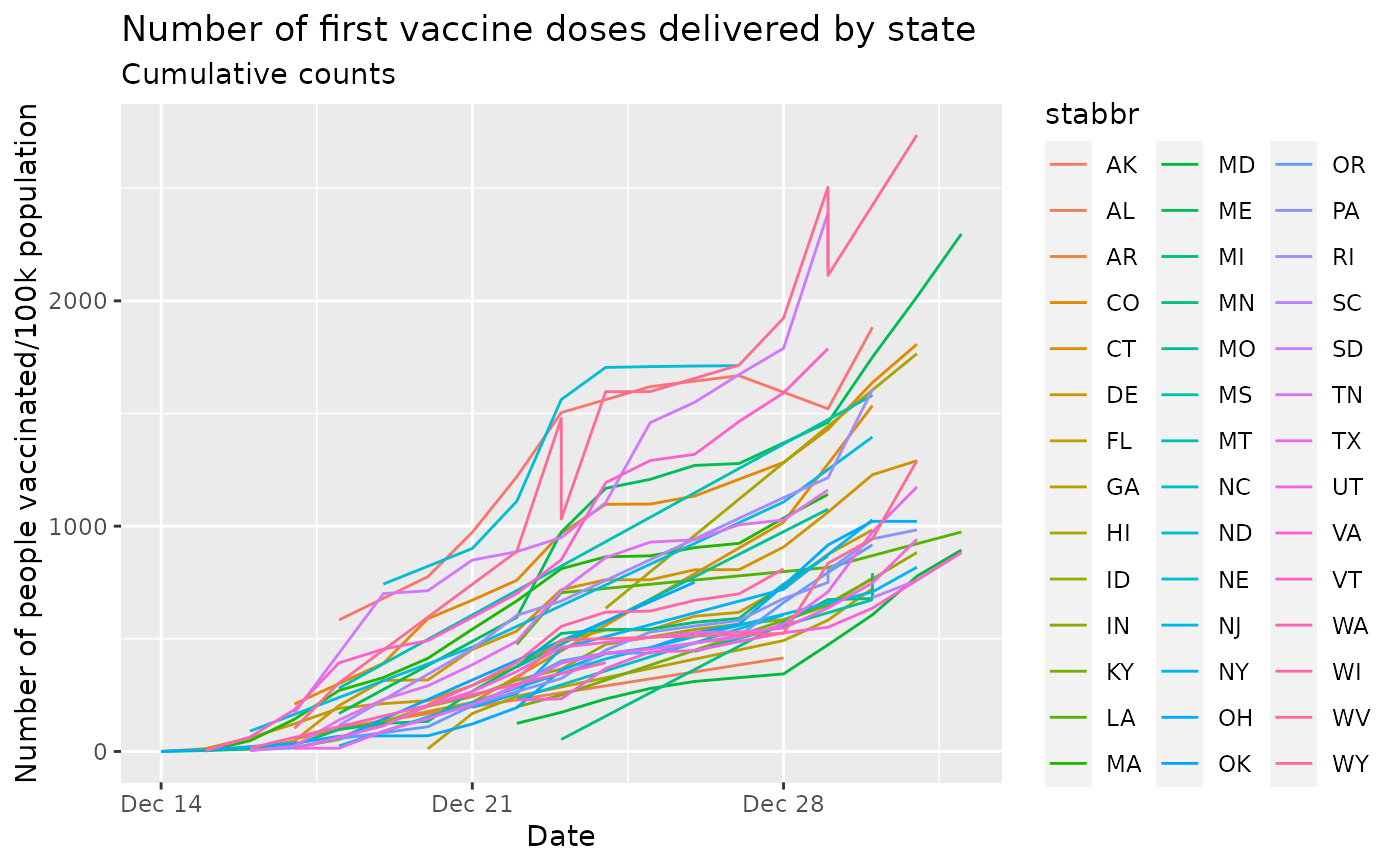 Number of first vaccine doses delivered by state
Cumulative counts
Number of people vaccinated/100k population
2000
1000
0
Dec 14
Dec 21
Dec 28
Date
stabbr
AK
AL
AR
CO
CT
DE
FL
GA
HI
ID
IN
KY
LA
MA
MD
ME
MI
MN
MO
MS
MT
NC
ND
NE
NJ
NY
OH
OK
OR
PA
RI
SC
SD
TN
TX
UT
VA
VT
WA
WI
WV
WY